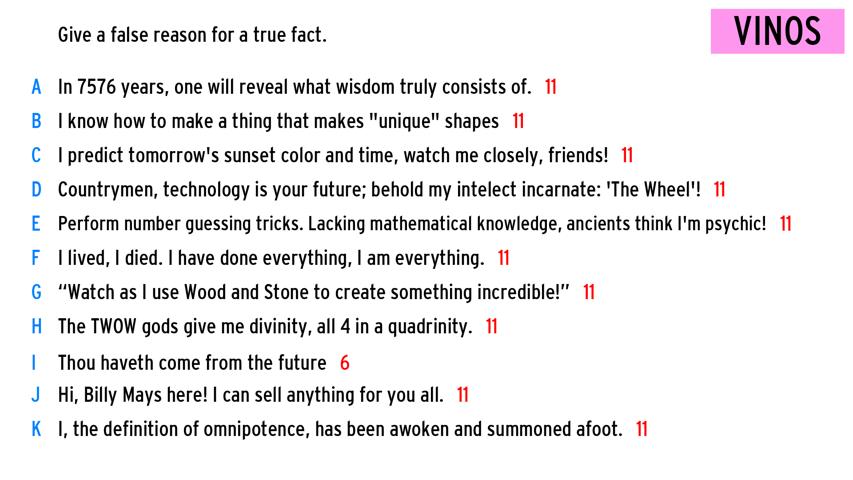 Give a false reason for a true fact.
VINOS
A In 7576 years, one will reveal what wisdom truly consists of. 11
B I know how to make a thing that makes "unique" shapes 11
C I predict tomorrow's sunset color and time, watch me closely, friends! 11
D Countrymen, technology is your future; behold my intelect incarnate: 'The Wheel'! 11
E Perform number guessing tricks. Lacking mathematical knowledge, ancients think I'm psychic! 11
F I lived, I died. I have done everything, I am everything. 11
G “Watch as I use Wood and Stone to create something incredible!” 11
H The TWOW gods give me divinity, all 4 in a quadrinity. 11
I Thou haveth come from the future 6
J Hi, Billy Mays here! I can sell anything for you all. 11
K I, the definition of omnipotence, has been awoken and summoned afoot. 11